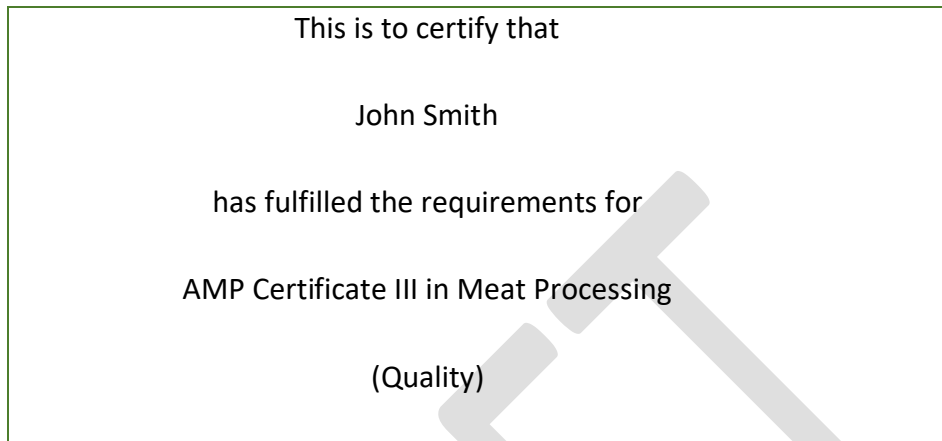 This is to certify that
John Smith
has fulfilled the requirements for
AMP Certificate III in Meat Processing
(Quality)